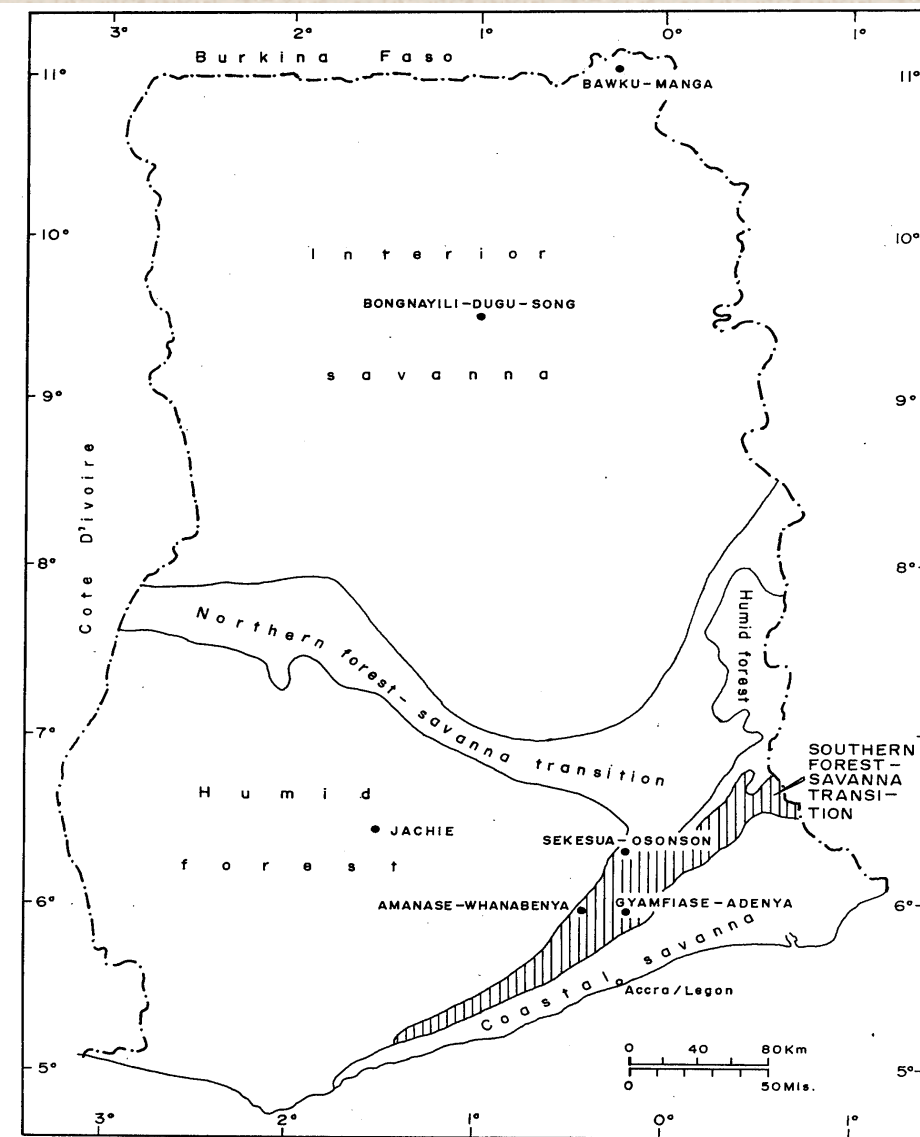 3° 2° 1° 0° 1°
Burkina Faso
11° 11°
BAWKU-MANGA
10° 10°
Interior
BONGNAYILI-DUGU-SONG
savanna
9° 9°
Cote D'ivoire
8° 8°
Humid forest
Northern forest-savanna transition
7° 7°
SOUTHERN
FOREST-
SAVANNA
TRANSI-
TION
Humid
JACHIE
SEKESUA-OSONSON
forest
AMANASE-WHANABENYA
GYAMFIASE-ADENYA
6° 6°
Coastal savanna
Accra/Legon
0 40 80Km
0 50Mls.
5° 5°
3° 2° 1° 0° 1°